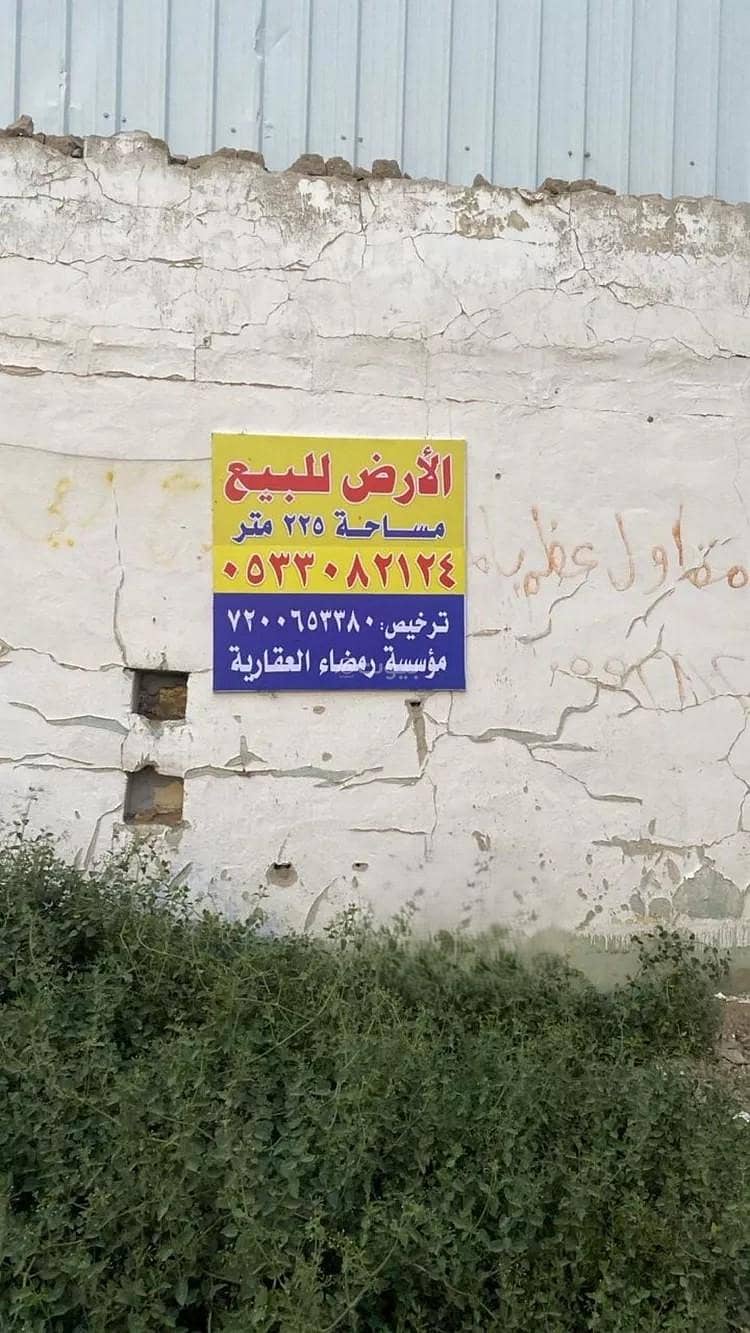 الأرض للبيع
مساحة ٢٢٥ متر
٠٥٣٣٠٨٢١٢٤
ترخيص: ٧٢٠٠٦٥٣٣٨٠
مؤسسة رمضاء العقارية
مقاول عظم